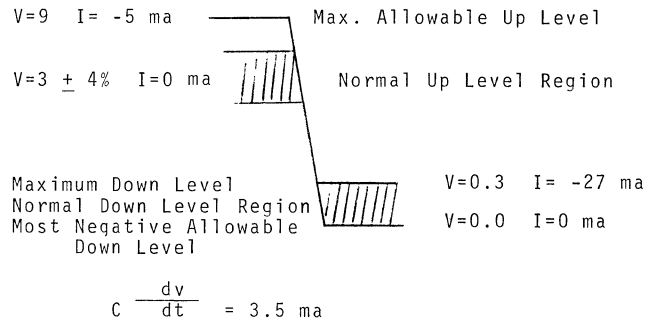 V=9 I= -5 ma Max. Allowable Up Level
V=3 ± 4% I=0 ma Normal Up Level Region
Maximum Down Level V=0.3 I= -27 ma
Normal Down Level Region
Most Negative Allowable V=0.0 I=0 ma
Down Level
C dv/dt = 3.5 ma